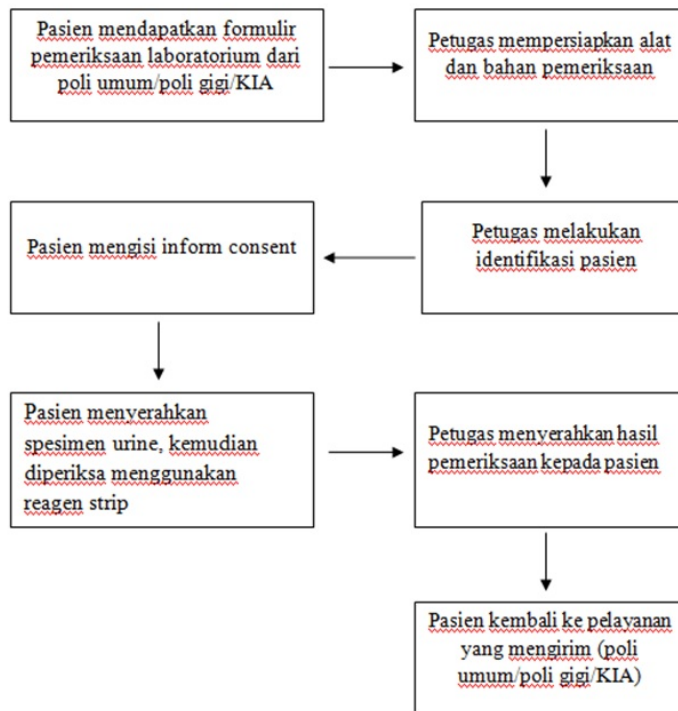 Pasien mendapatkan formulir
pemeriksaan laboratorium dari
poli umum/poli gigi/KIA
Petugas mempersiapkan alat
dan bahan pemeriksaan
Petugas melakukan
identifikasi pasien
Pasien mengisi inform consent
Pasien menyerahkan
spesimen urine, kemudian
diperiksa menggunakan
reagen strip
Petugas menyerahkan hasil
pemeriksaan kepada pasien
Pasien kembali ke pelayanan
yang mengirim (poli
umum/poli gigi/KIA)